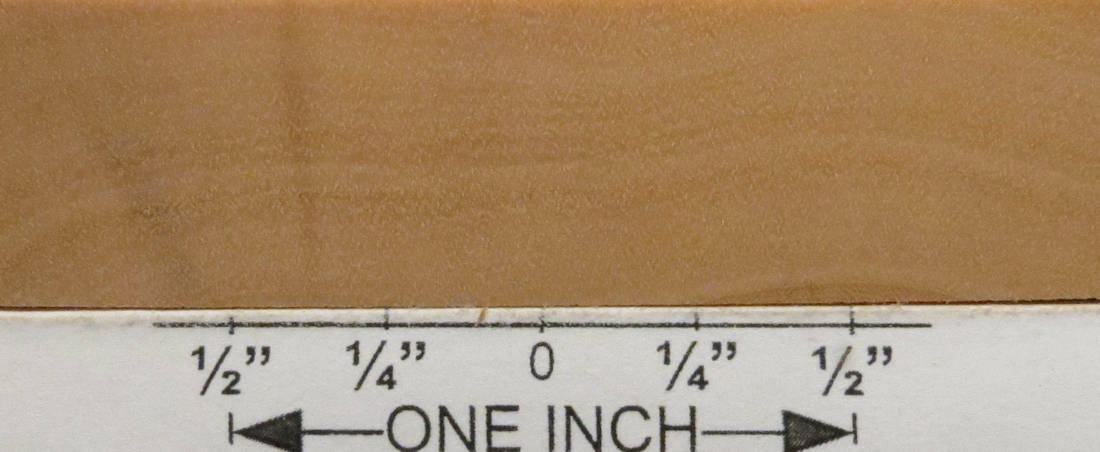 ½” ¼” 0 ¼” ½”
ONE INCH